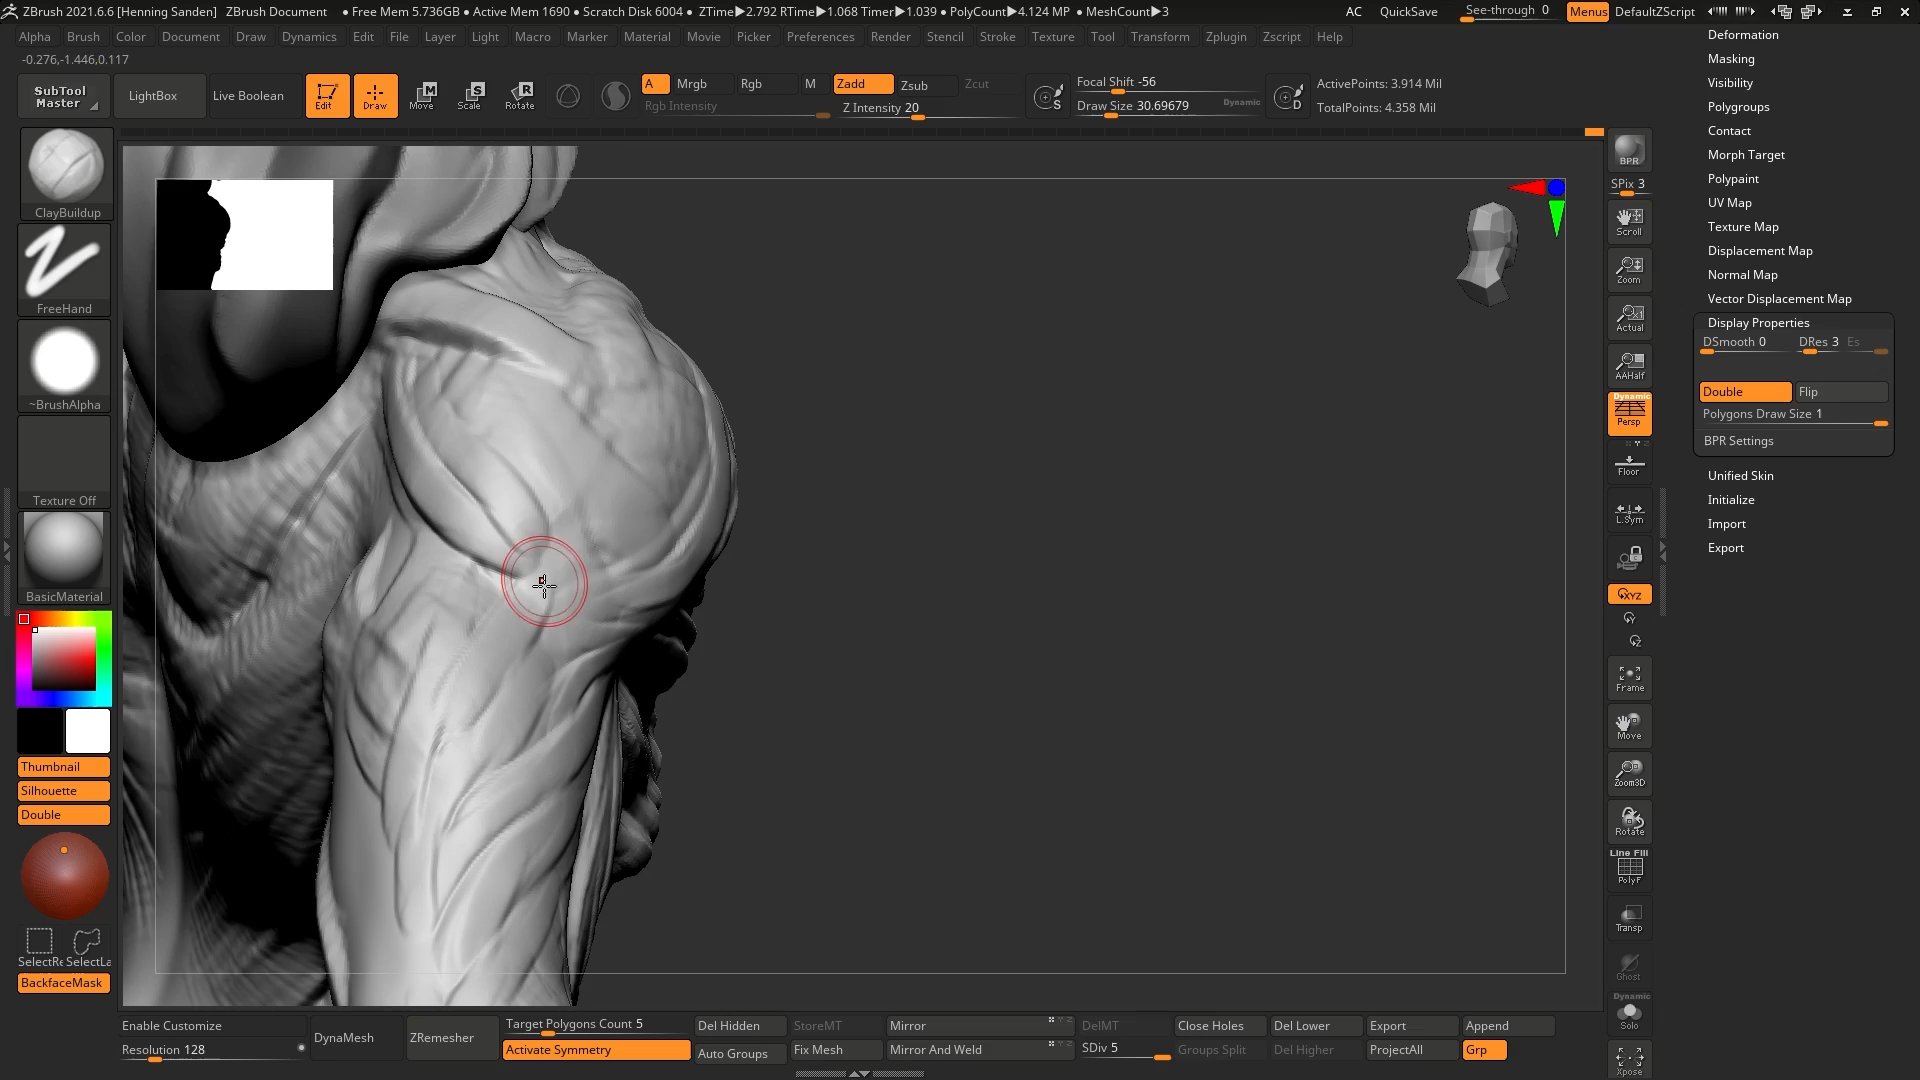 ZBrush 2021.6.6 [Henning Sanden] ZBrush Document • Free Mem 5.736GB • Active Mem 1690 • Scratch Disk 6004 • ZTime▶2.792 RTime▶1.068 Timer▶1.039 • PolyCount▶4.124 MP • MeshCount▶3 AC QuickSave See-through 0 Menus DefaultZScript
Alpha Brush Color Document Draw Dynamics Edit File Layer Light Macro Marker Material Movie Picker Preferences Render Stencil Stroke Texture Tool Transform Zplugin Zscript Help
-0.276,-1.446,0.117
SubTool Master
LightBox
Live Boolean
Edit
Draw
Move
Scale
Rotate
A Mrgb Rgb M Zadd Zsub Zcut
Rgb Intensity Z Intensity 20
Focal Shift -56
Draw Size 30.69679 Dynamic
ActivePoints: 3.914 Mil
TotalPoints: 4.358 Mil
ClayBuildup
FreeHand
~BrushAlpha
Texture Off
BasicMaterial
Thumbnail
Silhouette
Double
SelectRe SelectLa
BackfaceMask
BPR
SPix 3
Scroll
Zoom
Actual
AAHalf
Dynamic
Persp
Floor
L.Sym
XYZ
Y
Z
Frame
Move
Zoom3D
Rotate
Line Fill
PolyF
Transp
Ghost
Dynamic
Solo
Xpose
Deformation
Masking
Visibility
Polygroups
Contact
Morph Target
Polypaint
UV Map
Texture Map
Displacement Map
Normal Map
Vector Displacement Map
Display Properties
DSmooth 0 DRes 3 Es
Double Flip
Polygons Draw Size 1
BPR Settings
Unified Skin
Initialize
Import
Export
Enable Customize
Resolution 128
DynaMesh
ZRemesher
Target Polygons Count 5
Activate Symmetry
Del Hidden StoreMT Mirror DelMT Close Holes Del Lower Export Append
Auto Groups Fix Mesh Mirror And Weld SDiv 5 Groups Split Del Higher ProjectAll Grp